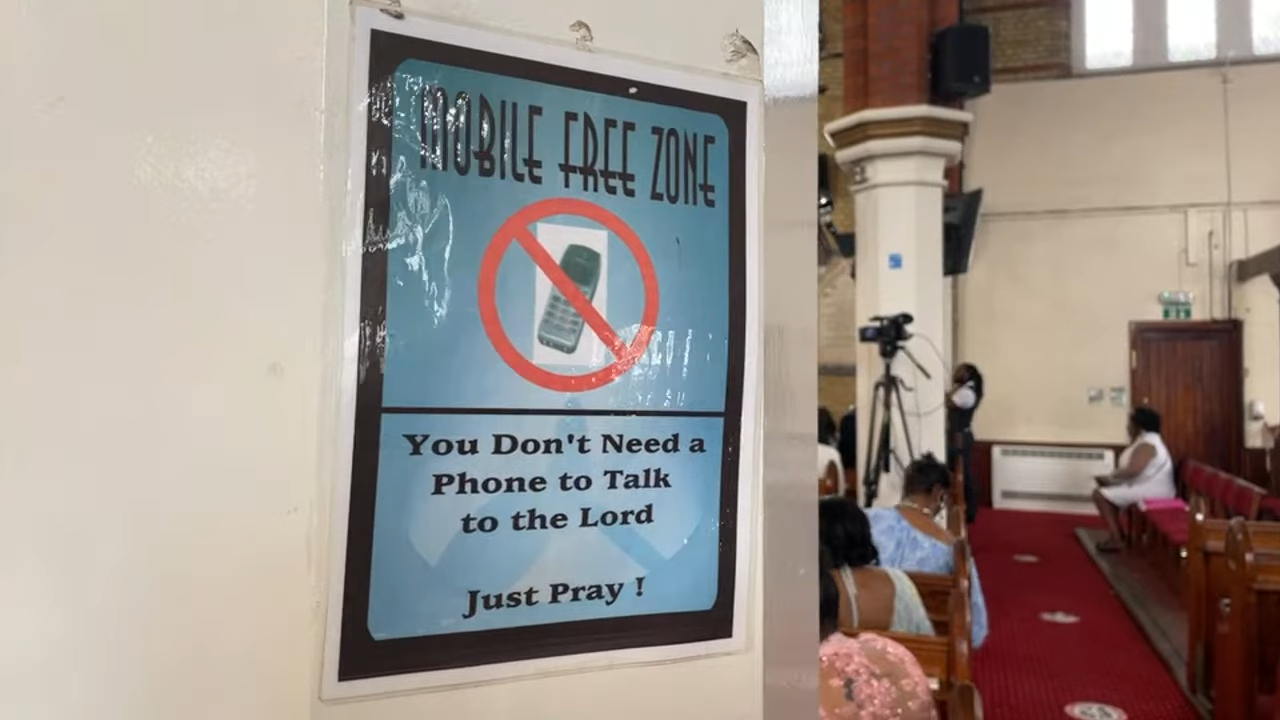 MOBILE FREE ZONE
You Don't Need a
Phone to Talk
to the Lord
Just Pray !